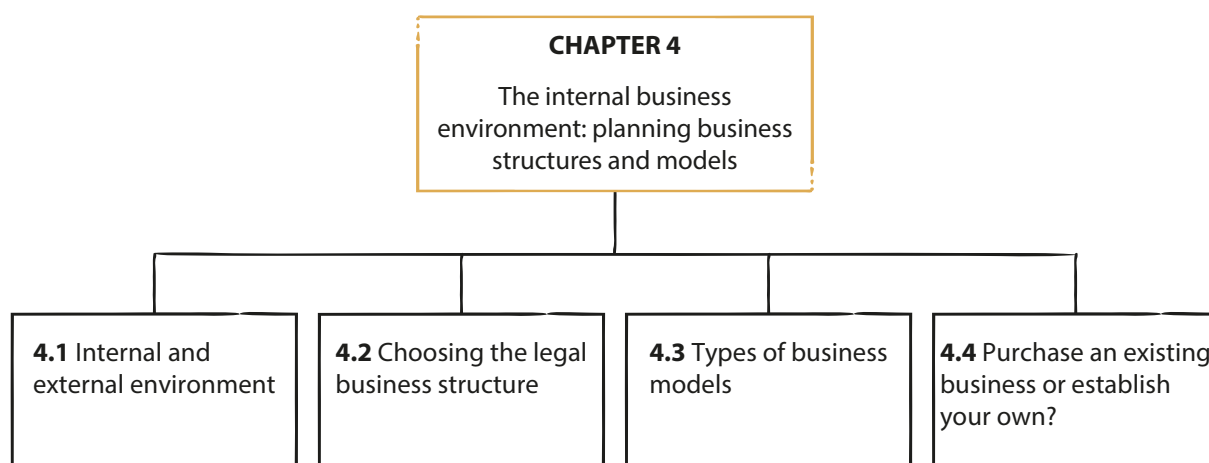 CHAPTER 4
The internal business
environment: planning business
structures and models
4.1 Internal and
external environment
4.2 Choosing the legal
business structure
4.3 Types of business
models
4.4 Purchase an existing
business or establish
your own?